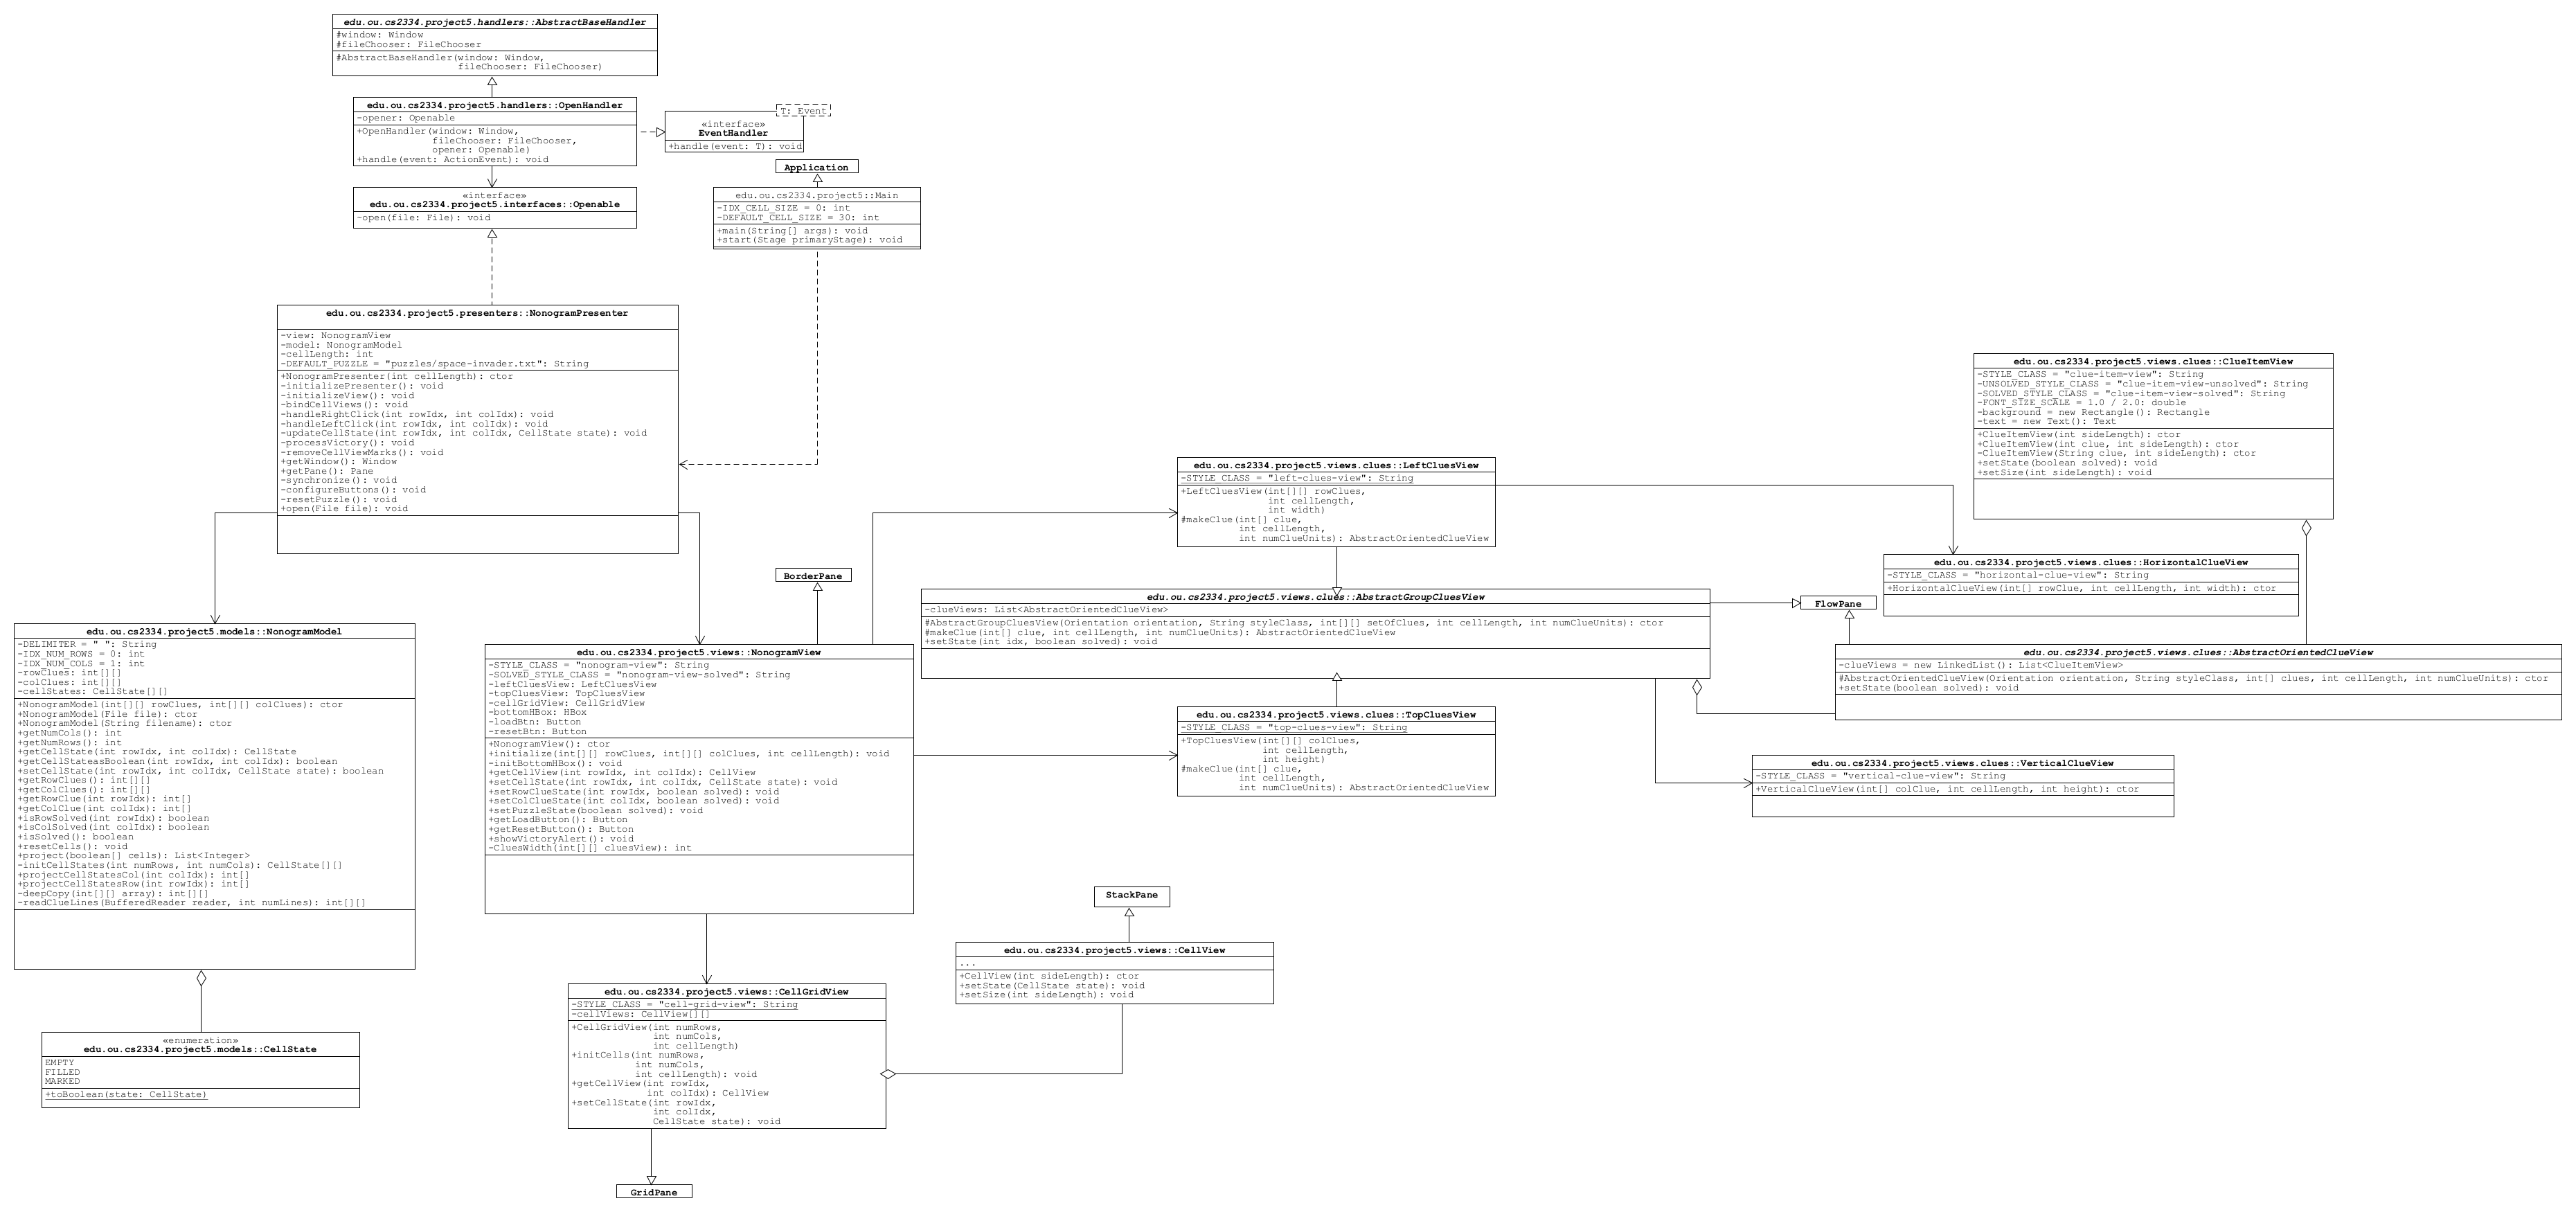 edu.ou.cs2334.project5.handlers::AbstractBaseHandler
#window: Window
#fileChooser: FileChooser
#AbstractBaseHandler(window: Window,
fileChooser: FileChooser)
edu.ou.cs2334.project5.handlers::OpenHandler
-opener: Openable
+OpenHandler(window: Window,
fileChooser: FileChooser,
opener: Openable)
+handle(event: ActionEvent): void
T: Event
«interface»
EventHandler
+handle(event: T): void
«interface»
edu.ou.cs2334.project5.interfaces::Openable
~open(file: File): void
Application
edu.ou.cs2334.project5::Main
-IDX_CELL_SIZE = 0: int
-DEFAULT_CELL_SIZE = 30: int
+main(String[] args): void
+start(Stage primaryStage): void
edu.ou.cs2334.project5.presenters::NonogramPresenter
-view: NonogramView
-model: NonogramModel
-cellLength: int
-DEFAULT_PUZZLE = "puzzles/space-invader.txt": String
+NonogramPresenter(int cellLength): ctor
-initializePresenter(): void
-initializeView(): void
-bindCellViews(): void
-handleRightClick(int rowIdx, int colIdx): void
-handleLeftClick(int rowIdx, int colIdx): void
-updateCellState(int rowIdx, int colIdx, CellState state): void
-processVictory(): void
-removeCellViewMarks(): void
+getWindow(): Window
+getPane(): Pane
-synchronize(): void
-configureButtons(): void
-resetPuzzle(): void
+open(File file): void
edu.ou.cs2334.project5.models::NonogramModel
-DELIMITER = " ": String
-IDX_NUM_ROWS = 0: int
-IDX_NUM_COLS = 1: int
-rowClues: int[][]
-colClues: int[][]
-cellStates: CellState[][]
+NonogramModel(int[][] rowClues, int[][] colClues): ctor
+NonogramModel(File file): ctor
+NonogramModel(String filename): ctor
+getNumCols(): int
+getNumRows(): int
+getCellState(int rowIdx, int colIdx): CellState
+getCellStateasBoolean(int rowIdx, int colIdx): boolean
+setCellState(int rowIdx, int colIdx, CellState state): boolean
+getRowClues(): int[][]
+getColClues(): int[][]
+getRowClue(int rowIdx): int[]
+getColClue(int colIdx): int[]
+isRowSolved(int rowIdx): boolean
+isColSolved(int colIdx): boolean
+isSolved(): boolean
+resetCells(): void
+project(boolean[] cells): List<Integer>
-initCellStates(int numRows, int numCols): CellState[][]
+projectCellStatesCol(int colIdx): int[]
+projectCellStatesRow(int rowIdx): int[]
-deepCopy(int[][] array): int[][]
-readClueLines(BufferedReader reader, int numLines): int[][]
«enumeration»
edu.ou.cs2334.project5.models::CellState
EMPTY
FILLED
MARKED
+toBoolean(state: CellState)
BorderPane
edu.ou.cs2334.project5.views::NonogramView
-STYLE_CLASS = "nonogram-view": String
-SOLVED_STYLE_CLASS = "nonogram-view-solved": String
-leftCluesView: LeftCluesView
-topCluesView: TopCluesView
-cellGridView: CellGridView
-bottomHBox: HBox
-loadBtn: Button
-resetBtn: Button
+NonogramView(): ctor
+initialize(int[][] rowClues, int[][] colClues, int cellLength): void
-initBottomHBox(): void
+getCellView(int rowIdx, int colIdx): CellView
+setCellState(int rowIdx, int colIdx, CellState state): void
+setRowClueState(int rowIdx, boolean solved): void
+setColClueState(int colIdx, boolean solved): void
+setPuzzleState(boolean solved): void
+getLoadButton(): Button
+getResetButton(): Button
+showVictoryAlert(): void
-CluesWidth(int[][] cluesView): int
edu.ou.cs2334.project5.views::CellGridView
-STYLE_CLASS = "cell-grid-view": String
-cellViews: CellView[][]
+CellGridView(int numRows,
int numCols,
int cellLength)
+initCells(int numRows,
int numCols,
int cellLength): void
+getCellView(int rowIdx,
int colIdx): CellView
+setCellState(int rowIdx,
int colIdx,
CellState state): void
GridPane
StackPane
edu.ou.cs2334.project5.views::CellView
...
+CellView(int sideLength): ctor
+setState(CellState state): void
+setSize(int sideLength): void
edu.ou.cs2334.project5.views.clues::LeftCluesView
-STYLE_CLASS = "left-clues-view": String
+LeftCluesView(int[][] rowClues,
int cellLength,
int width)
#makeClue(int[] clue,
int cellLength,
int numClueUnits): AbstractOrientedClueView
edu.ou.cs2334.project5.views.clues::AbstractGroupCluesView
-clueViews: List<AbstractOrientedClueView>
#AbstractGroupCluesView(Orientation orientation, String styleClass, int[][] setOfClues, int cellLength, int numClueUnits): ctor
#makeClue(int[] clue, int cellLength, int numClueUnits): AbstractOrientedClueView
+setState(int idx, boolean solved): void
edu.ou.cs2334.project5.views.clues::TopCluesView
-STYLE_CLASS = "top-clues-view": String
+TopCluesView(int[][] colClues,
int cellLength,
int height)
#makeClue(int[] clue,
int cellLength,
int numClueUnits): AbstractOrientedClueView
edu.ou.cs2334.project5.views.clues::ClueItemView
-STYLE_CLASS = "clue-item-view": String
-UNSOLVED_STYLE_CLASS = "clue-item-view-unsolved": String
-SOLVED_STYLE_CLASS = "clue-item-view-solved": String
-FONT_SIZE_SCALE = 1.0 / 2.0: double
-background = new Rectangle(): Rectangle
-text = new Text(): Text
+ClueItemView(int sideLength): ctor
+ClueItemView(int clue, int sideLength): ctor
-ClueItemView(String clue, int sideLength): ctor
+setState(boolean solved): void
+setSize(int sideLength): void
edu.ou.cs2334.project5.views.clues::HorizontalClueView
-STYLE_CLASS = "horizontal-clue-view": String
+HorizontalClueView(int[] rowClue, int cellLength, int width): ctor
FlowPane
edu.ou.cs2334.project5.views.clues::AbstractOrientedClueView
-clueViews = new LinkedList(): List<ClueItemView>
#AbstractOrientedClueView(Orientation orientation, String styleClass, int[] clues, int cellLength, int numClueUnits): ctor
+setState(boolean solved): void
edu.ou.cs2334.project5.views.clues::VerticalClueView
-STYLE_CLASS = "vertical-clue-view": String
+VerticalClueView(int[] colClue, int cellLength, int height): ctor